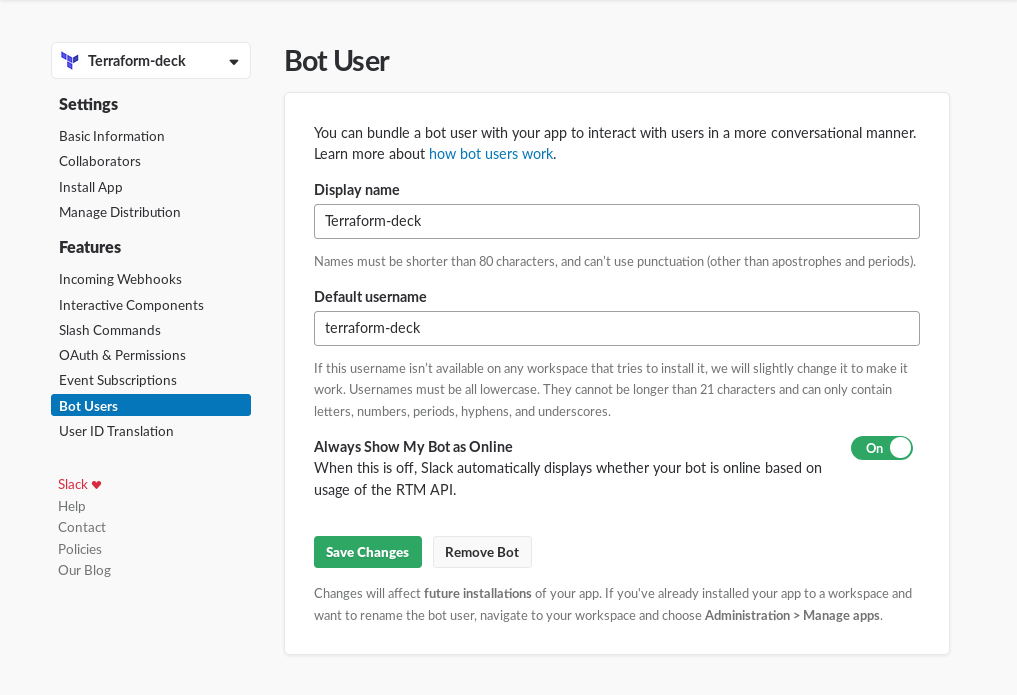 Terraform-deck
Settings
Basic Information
Collaborators
Install App
Manage Distribution
Features
Incoming Webhooks
Interactive Components
Slash Commands
OAuth & Permissions
Event Subscriptions
Bot Users
User ID Translation
Slack ♥
Help
Contact
Policies
Our Blog
Bot User
You can bundle a bot user with your app to interact with users in a more conversational manner.
Learn more about how bot users work.
Display name
Terraform-deck
Names must be shorter than 80 characters, and can't use punctuation (other than apostrophes and periods).
Default username
terraform-deck
If this username isn't available on any workspace that tries to install it, we will slightly change it to make it
work. Usernames must be all lowercase. They cannot be longer than 21 characters and can only contain
letters, numbers, periods, hyphens, and underscores.
Always Show My Bot as Online
On
When this is off, Slack automatically displays whether your bot is online based on
usage of the RTM API.
Save Changes
Remove Bot
Changes will affect future installations of your app. If you've already installed your app to a workspace and
want to rename the bot user, navigate to your workspace and choose Administration > Manage apps.